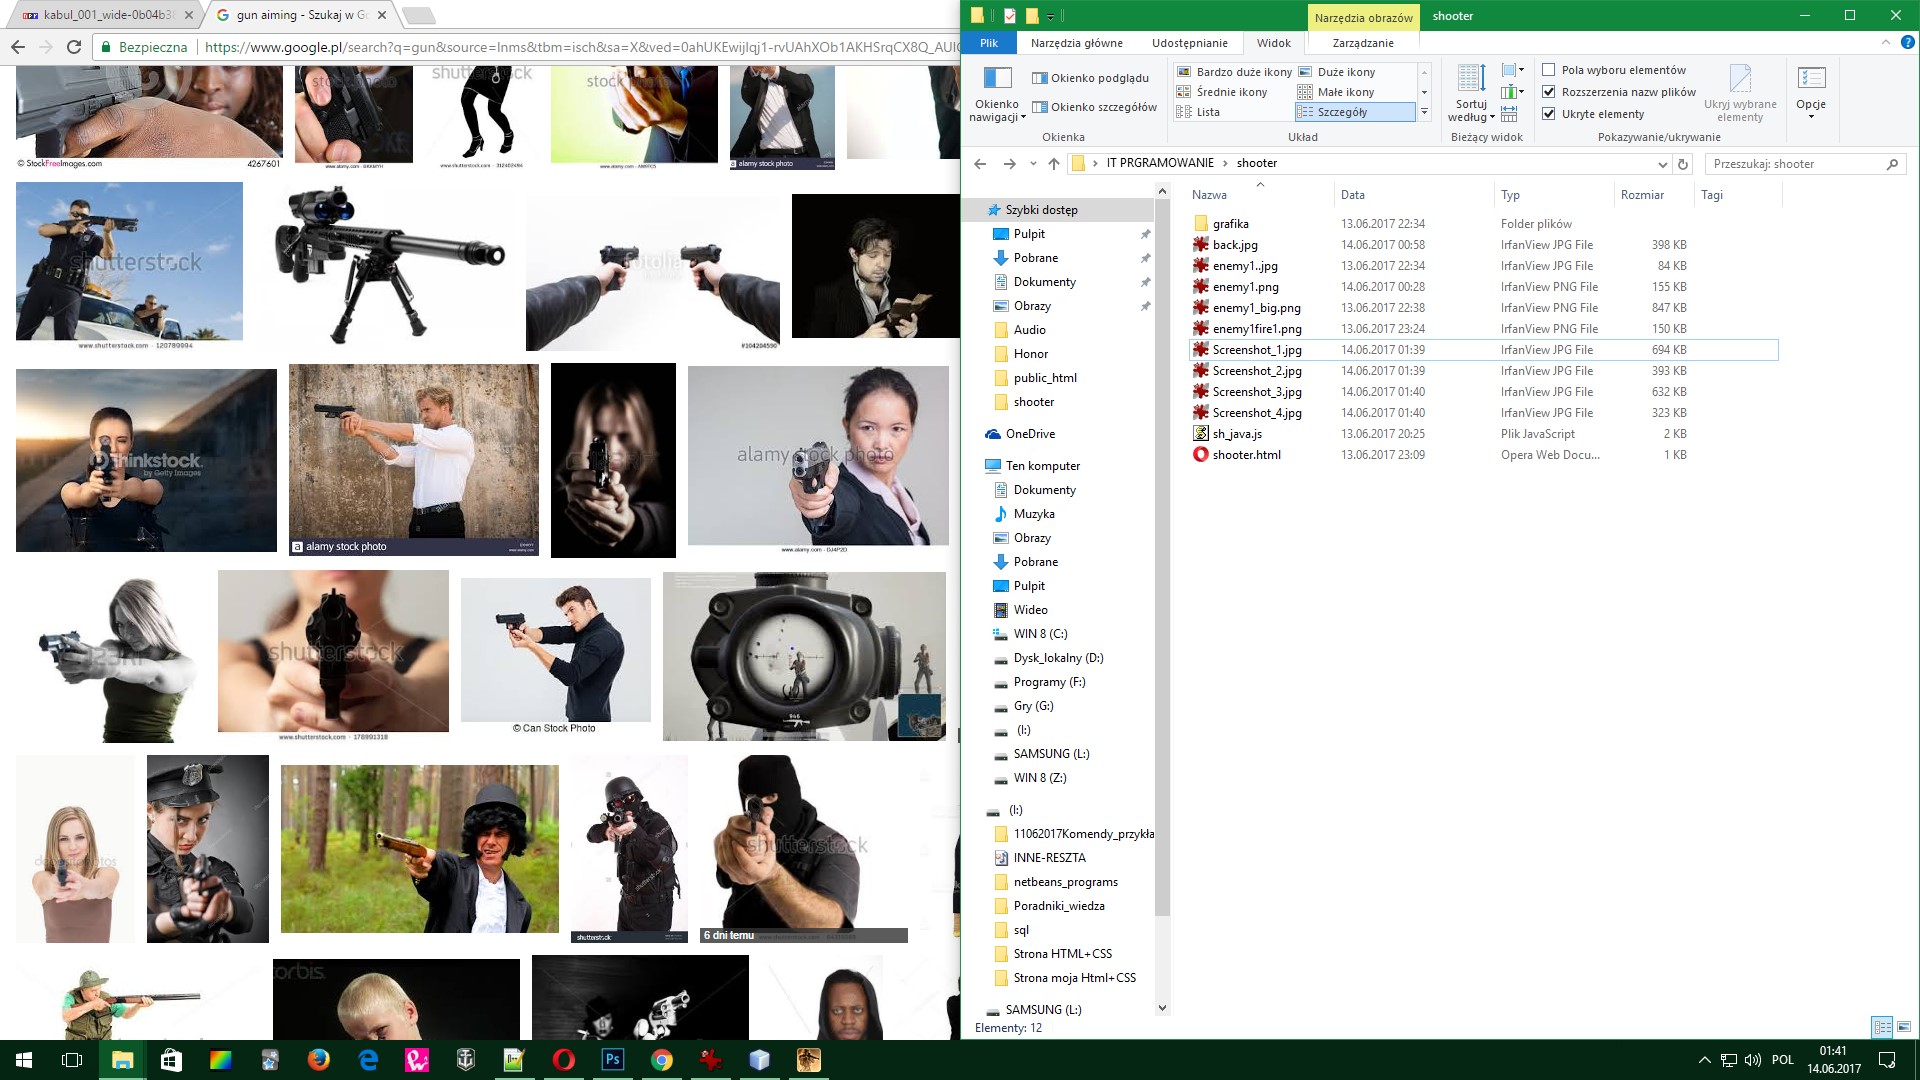 kabul_001_wide-0b04b38
gun aiming - Szukaj w Go
Bezpieczna
https://www.google.pl/search?q=gun&source=lnms&tbm=isch&sa=X&ved=0ahUKEwijlqj1-rvUAhXOb1AKHSrqCX8Q_AUIC
© StockFreeImages.com
4267601
shutterstock
stock photo
a alamy stock photo
shutterstock
www.shutterstock.com · 120789994
fotolia
#104204590
thinkstock.
by Getty Images
a alamy stock photo
alamy stock photo
www.alamy.com - DJ4P2D
123RF
shutterstock
www.shutterstock.com · 178991318
© Can Stock Photo
shutterstock
shutterstock
6 dni temu
corbis.
Narzędzia obrazów
shooter
Plik
Narzędzia główne
Udostępnianie
Widok
Zarządzanie
Okienko nawigacji
Okienko podglądu
Okienko szczegółów
Okienka
Bardzo duże ikony
Duże ikony
Średnie ikony
Małe ikony
Lista
Szczegóły
Układ
Sortuj według
Bieżący widok
Pola wyboru elementów
Rozszerzenia nazw plików
Ukryte elementy
Ukryj wybrane elementy
Pokazywanie/ukrywanie
Opcje
IT PRGRAMOWANIE
shooter
Przeszukaj: shooter
Szybki dostęp
Pulpit
Pobrane
Dokumenty
Obrazy
Audio
Honor
public_html
shooter
OneDrive
Ten komputer
Dokumenty
Muzyka
Obrazy
Pobrane
Pulpit
Wideo
WIN 8 (C:)
Dysk_lokalny (D:)
Programy (F:)
Gry (G:)
(I:)
SAMSUNG (L:)
WIN 8 (Z:)
(I:)
11062017Komendy_przykła
INNE-RESZTA
netbeans_programs
Poradniki_wiedza
sql
Strona HTML+CSS
Strona moja Html+CSS
SAMSUNG (L:)
Nazwa Data Typ Rozmiar Tagi
grafika 13.06.2017 22:34 Folder plików
back.jpg 14.06.2017 00:58 IrfanView JPG File 398 KB
enemy1..jpg 13.06.2017 22:34 IrfanView JPG File 84 KB
enemy1.png 14.06.2017 00:28 IrfanView PNG File 155 KB
enemy1_big.png 13.06.2017 22:38 IrfanView PNG File 847 KB
enemy1fire1.png 13.06.2017 23:24 IrfanView PNG File 150 KB
Screenshot_1.jpg 14.06.2017 01:39 IrfanView JPG File 694 KB
Screenshot_2.jpg 14.06.2017 01:39 IrfanView JPG File 393 KB
Screenshot_3.jpg 14.06.2017 01:40 IrfanView JPG File 632 KB
Screenshot_4.jpg 14.06.2017 01:40 IrfanView JPG File 323 KB
sh_java.js 13.06.2017 20:25 Plik JavaScript 2 KB
shooter.html 13.06.2017 23:09 Opera Web Docu... 1 KB
Elementy: 12
Ps
POL
01:41
14.06.2017